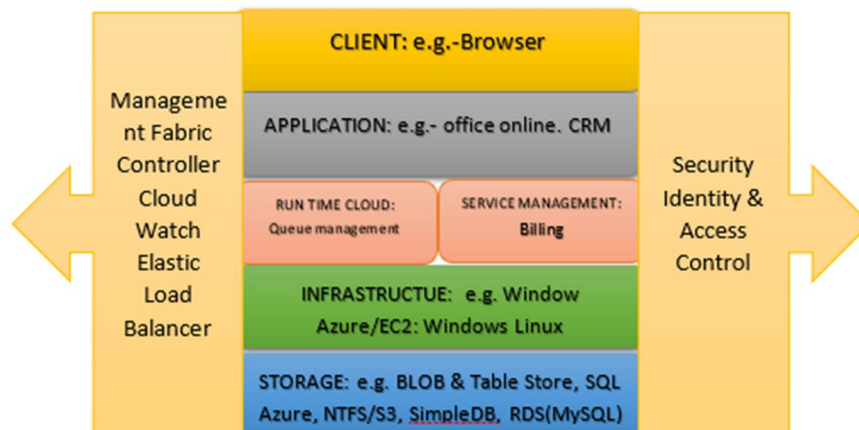 CLIENT: e.g.-Browser
Manageme
nt Fabric
Controller
Cloud
Watch
Elastic
Load
Balancer
APPLICATION: e.g.- office online. CRM
RUN TIME CLOUD:
Queue management
SERVICE MANAGEMENT:
Billing
INFRASTRUCTUE: e.g. Window
Azure/EC2: Windows Linux
STORAGE: e.g. BLOB & Table Store, SQL
Azure, NTFS/S3, SimpleDB, RDS(MySQL)
Security
Identity &
Access
Control